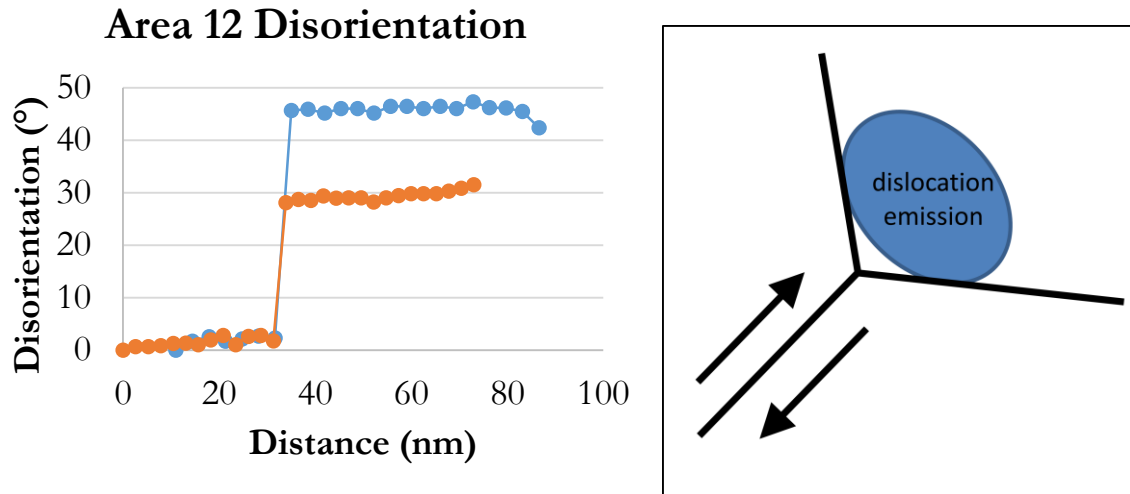 Area 12 Disorientation
50
40
30
20
10
0
Disorientation (°)
0 20 40 60 80 100
Distance (nm)
dislocation
emission